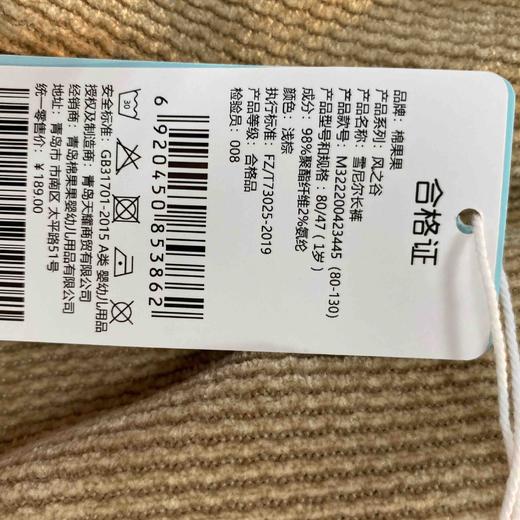 合格证
品牌：棉果果
产品系列：风之谷
产品名称：雪尼尔长裤
产品款号：M322200423445（80-130）
产品型号和规格：80/47（1岁）
成分：98%聚酯纤维2%氨纶
颜色：浅棕
执行标准：FZ/T73025-2019
产品等级：合格品
检验员：008
6 920450 853862
30
安全标准：GB31701-2015 A类 婴幼儿用品
授权及制造商：青岛天耀商贸有限公司
经销商：青岛棉果果婴幼儿用品有限公司
地址：青岛市 市南区 太平路51号
统一零售价：￥189.00